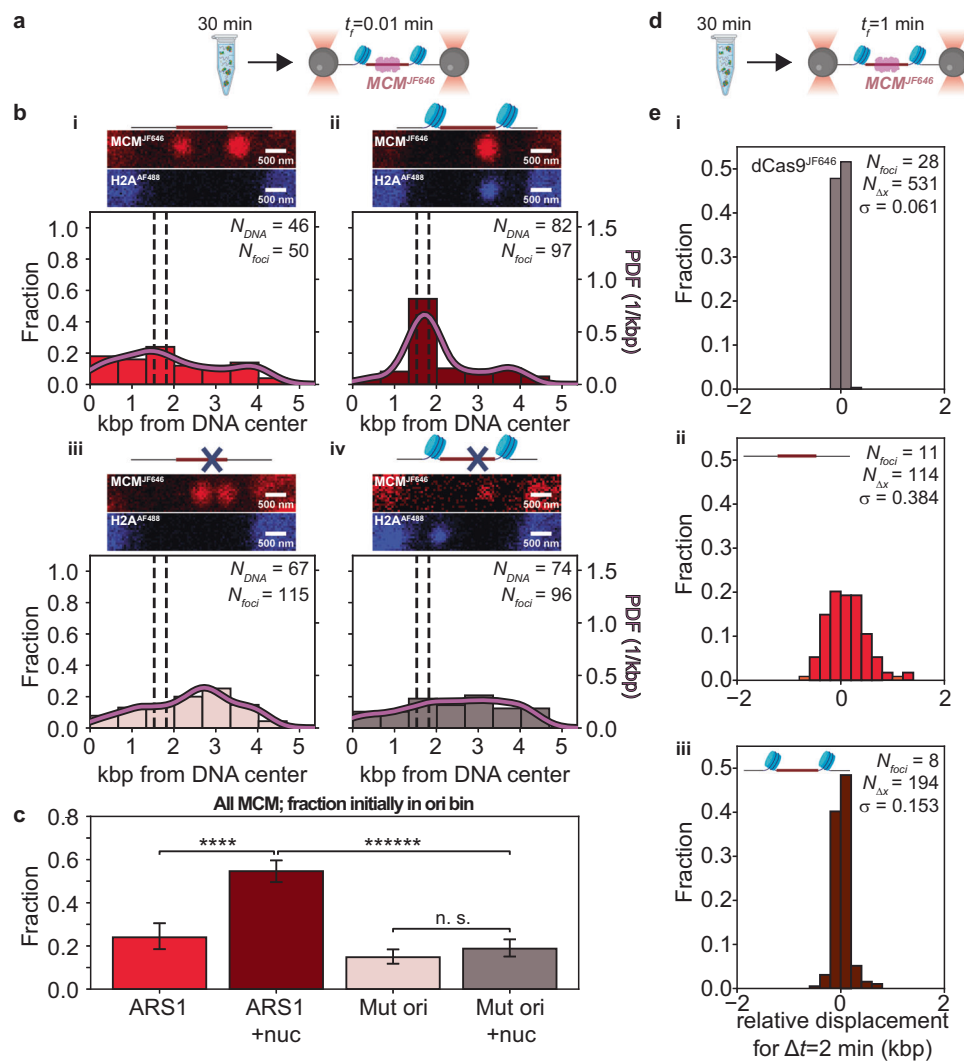 a
30 min
t_f=0.01 min
MCM^JF646
b
i
MCM^JF646
500 nm
H2A^AF488
500 nm
N_DNA = 46
N_foci = 50
Fraction
1.0
0.8
0.6
0.4
0.2
0.0
0 1 2 3 4 5
kbp from DNA center
ii
MCM^JF646
500 nm
H2A^AF488
500 nm
N_DNA = 82
N_foci = 97
1.5
1.0
0.5
0.0
PDF (1/kbp)
0 1 2 3 4 5
kbp from DNA center
iii
MCM^JF646
500 nm
H2A^AF488
500 nm
N_DNA = 67
N_foci = 115
Fraction
1.0
0.8
0.6
0.4
0.2
0.0
0 1 2 3 4 5
kbp from DNA center
iv
MCM^JF646
500 nm
H2A^AF488
500 nm
N_DNA = 74
N_foci = 96
1.5
1.0
0.5
0.0
PDF (1/kbp)
0 1 2 3 4 5
kbp from DNA center
c
All MCM; fraction initially in ori bin
Fraction
0.8
0.6
0.4
0.2
0.0
****
******
n. s.
ARS1
ARS1
+nuc
Mut ori
Mut ori
+nuc
d
30 min
t_f=1 min
MCM^JF646
e
i
dCas9^JF646
N_foci = 28
N_Δx = 531
σ = 0.061
Fraction
0.5
0.4
0.3
0.2
0.1
0.0
−2 0 2
ii
N_foci = 11
N_Δx = 114
σ = 0.384
Fraction
0.5
0.4
0.3
0.2
0.1
0.0
−2 0 2
iii
N_foci = 8
N_Δx = 194
σ = 0.153
Fraction
0.5
0.4
0.3
0.2
0.1
0.0
−2 0 2
relative displacement
for Δt=2 min (kbp)